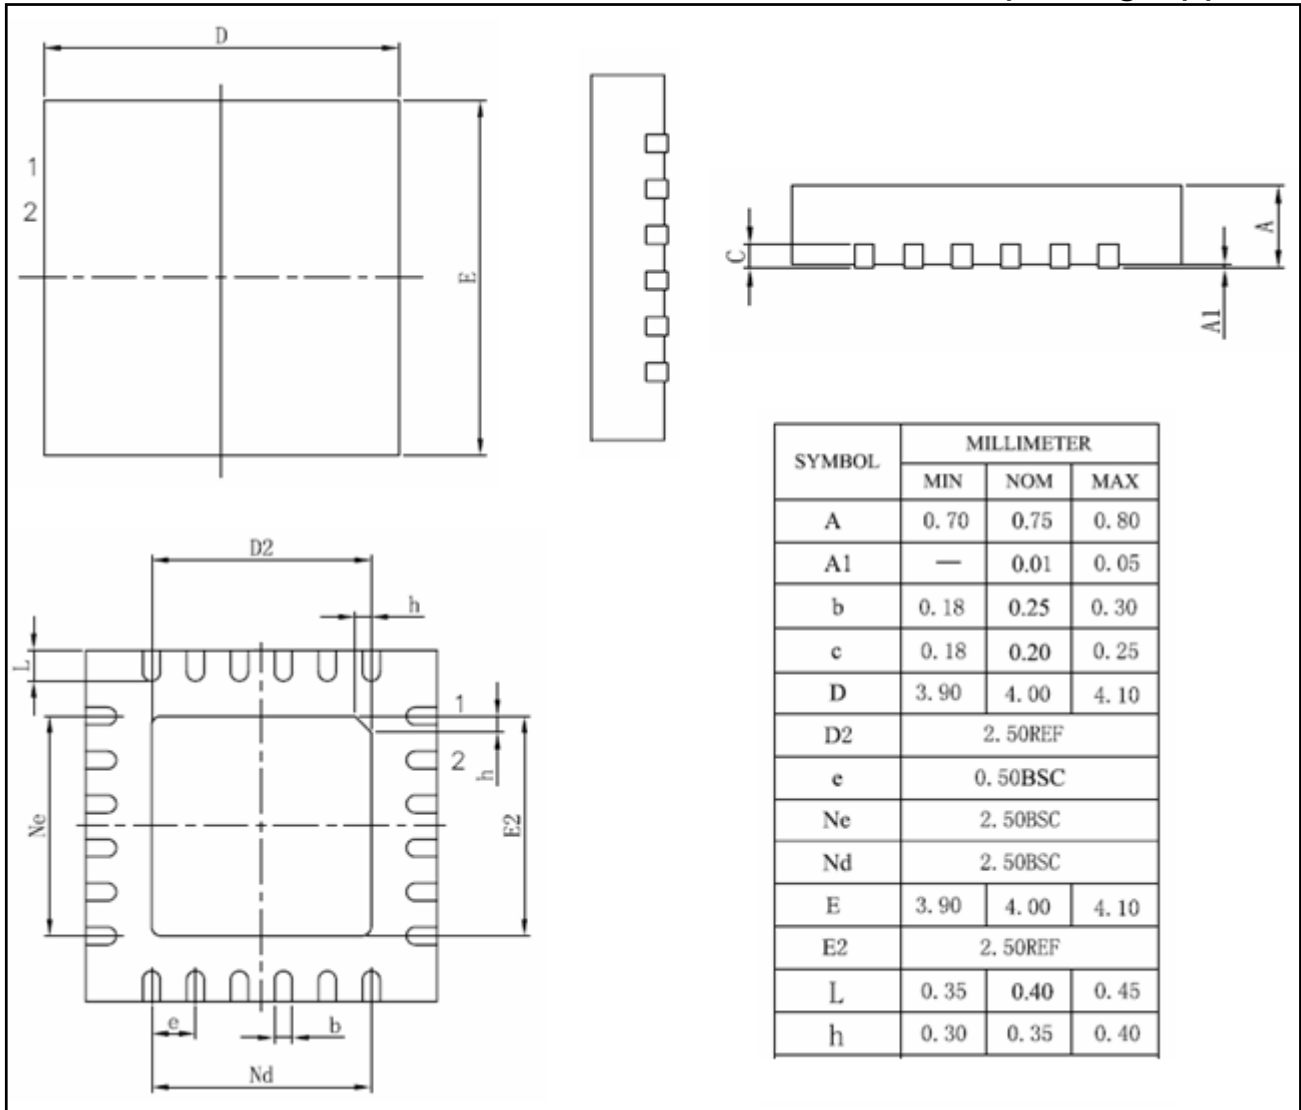 D
1
2
E
C
A
A1
D2
h
L
1
2
h
Ne
E2
e
b
Nd
SYMBOL MILLIMETER
MIN NOM MAX
A 0.70 0.75 0.80
A1 — 0.01 0.05
b 0.18 0.25 0.30
c 0.18 0.20 0.25
D 3.90 4.00 4.10
D2 2.50REF
e 0.50BSC
Ne 2.50BSC
Nd 2.50BSC
E 3.90 4.00 4.10
E2 2.50REF
L 0.35 0.40 0.45
h 0.30 0.35 0.40